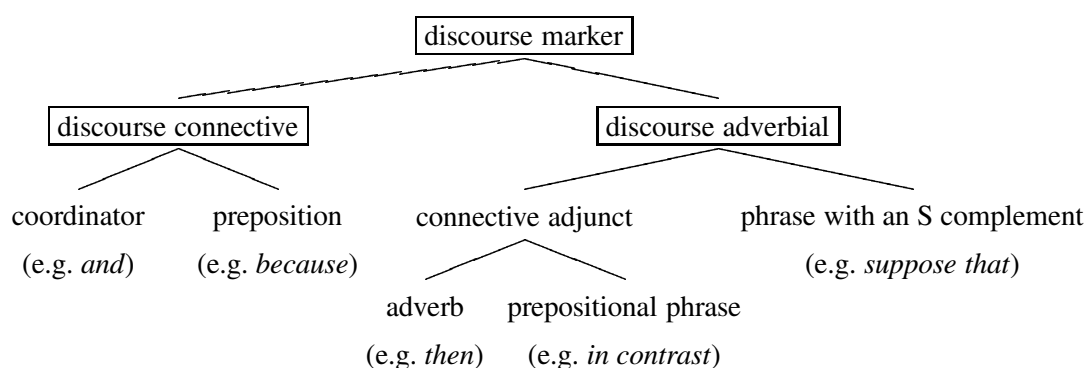 discourse marker
discourse connective discourse adverbial
coordinator preposition connective adjunct phrase with an S complement
(e.g. and) (e.g. because) (e.g. suppose that)
adverb prepositional phrase
(e.g. then) (e.g. in contrast)